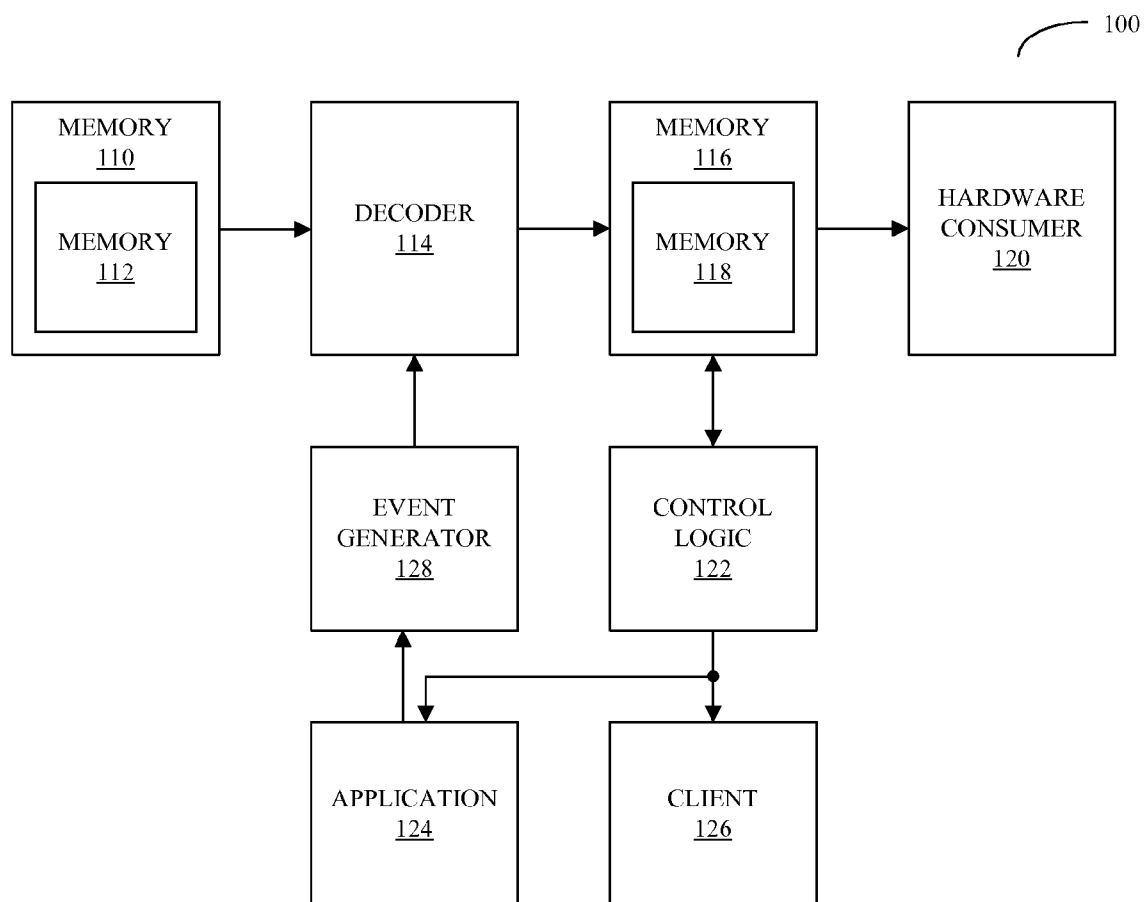 100
MEMORY
110
MEMORY
112
DECODER
114
MEMORY
116
MEMORY
118
HARDWARE
CONSUMER
120
EVENT
GENERATOR
128
CONTROL
LOGIC
122
APPLICATION
124
CLIENT
126